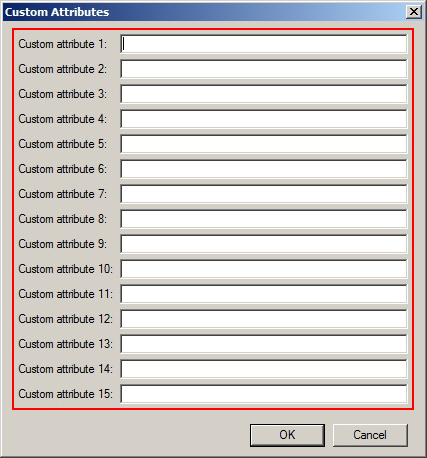 Custom Attributes
Custom attribute 1:
Custom attribute 2:
Custom attribute 3:
Custom attribute 4:
Custom attribute 5:
Custom attribute 6:
Custom attribute 7:
Custom attribute 8:
Custom attribute 9:
Custom attribute 10:
Custom attribute 11:
Custom attribute 12:
Custom attribute 13:
Custom attribute 14:
Custom attribute 15:
OK Cancel